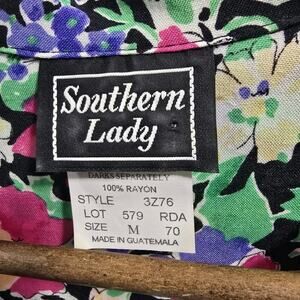 Southern
Lady
DARKS SEPARATELY
100% RAYON
STYLE 3Z76
LOT 579 RDA
SIZE M 70
MADE IN GUATEMALA